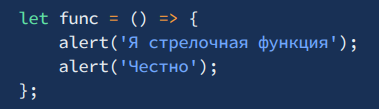 let func = () => {
    alert('Я стрелочная функция');
    alert('Честно');
};